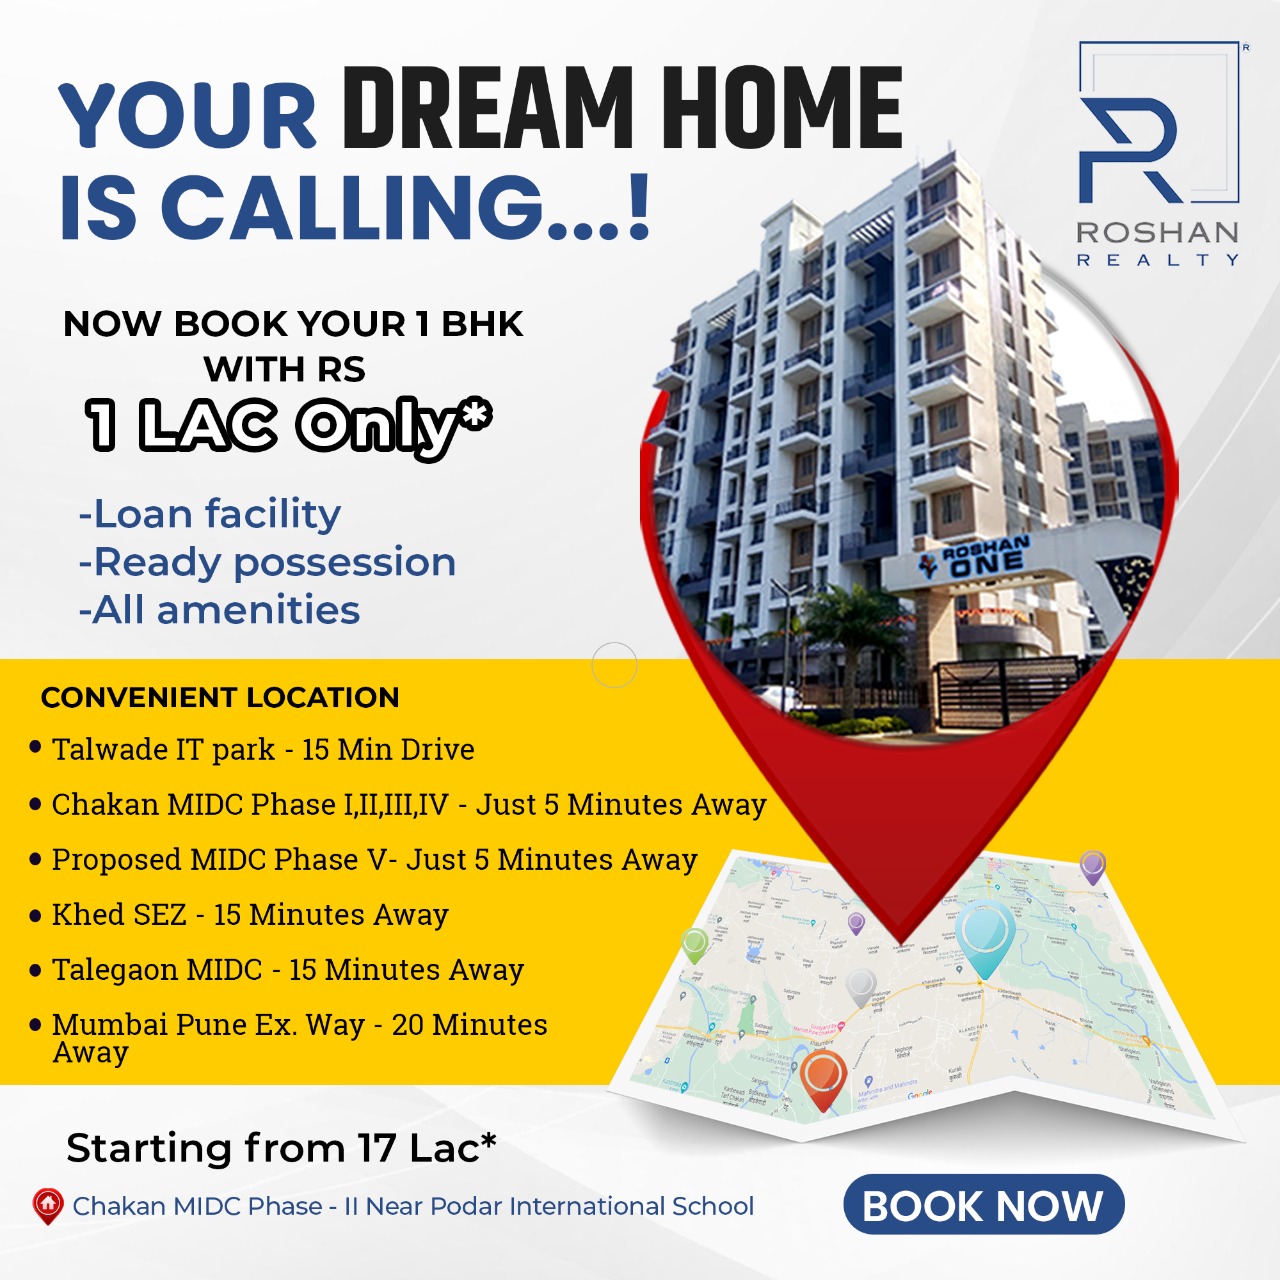 YOUR DREAM HOME
IS CALLING...!
R
ROSHAN
REALTY
NOW BOOK YOUR 1 BHK
WITH RS
1 LAC Only*
-Loan facility
-Ready possession
-All amenities
ROSHAN
ONE
CONVENIENT LOCATION
• Talwade IT park - 15 Min Drive
• Chakan MIDC Phase I,II,III,IV - Just 5 Minutes Away
• Proposed MIDC Phase V- Just 5 Minutes Away
• Khed SEZ - 15 Minutes Away
• Talegaon MIDC - 15 Minutes Away
• Mumbai Pune Ex. Way - 20 Minutes
Away
Mahindra and Mahindra
Google
Starting from 17 Lac*
Chakan MIDC Phase - II Near Podar International School
BOOK NOW